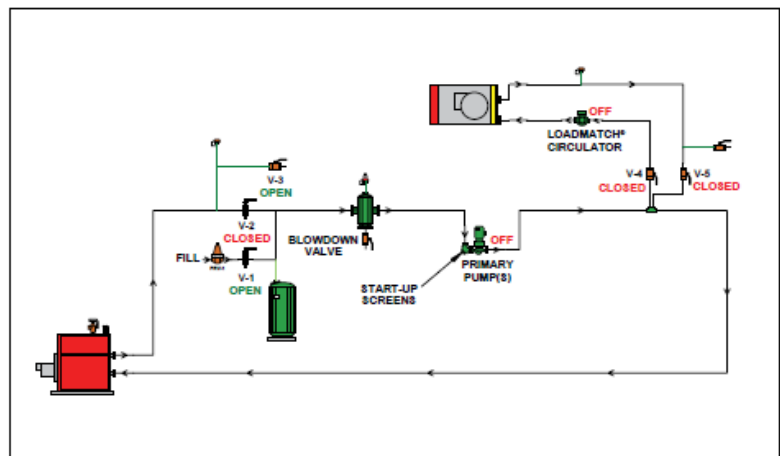 OFF
LOADMATCH®
CIRCULATOR
V-3
OPEN
V-4
CLOSED
V-5
CLOSED
V-2
CLOSED
BLOWDOWN
VALVE
OFF
FILL
V-1
OPEN
PRIMARY
PUMP(S)
START-UP
SCREENS